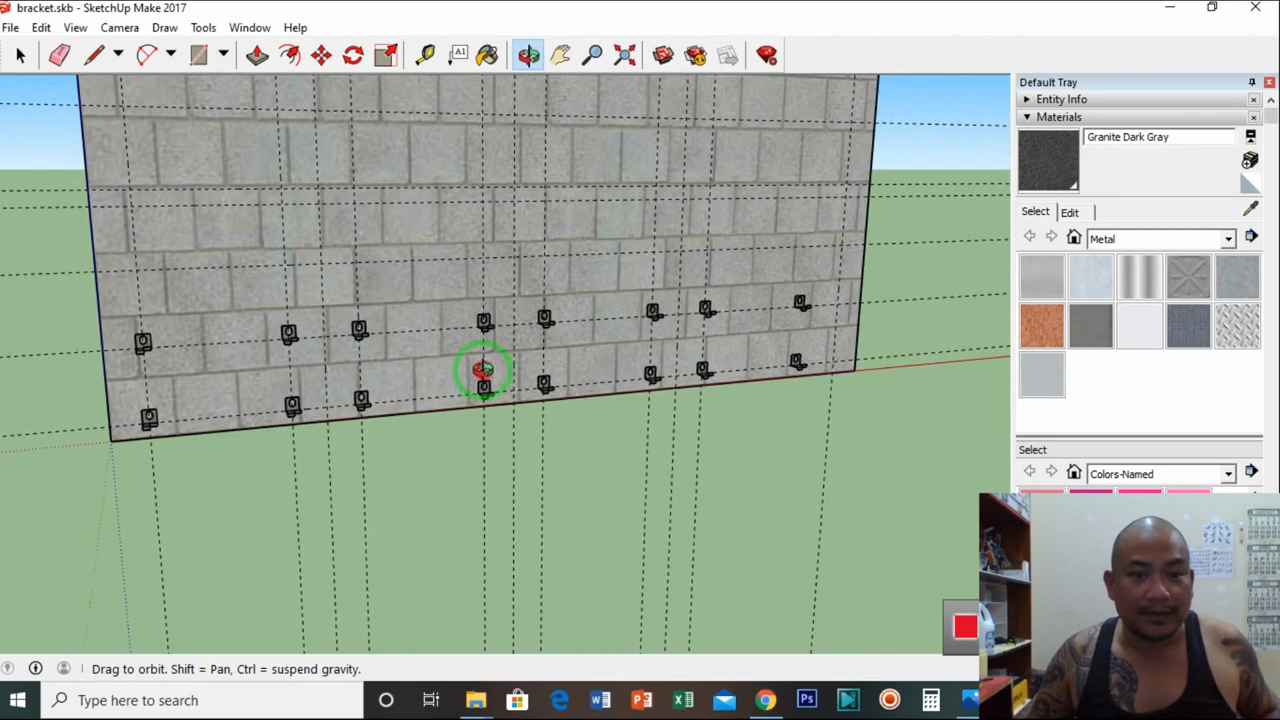 bracket.skb - SketchUp Make 2017
File Edit View Camera Draw Tools Window Help
A1
Default Tray
Entity Info
Materials
Granite Dark Gray
Select Edit
Metal
Select
Colors-Named
Drag to orbit. Shift = Pan, Ctrl = suspend gravity.
Type here to search